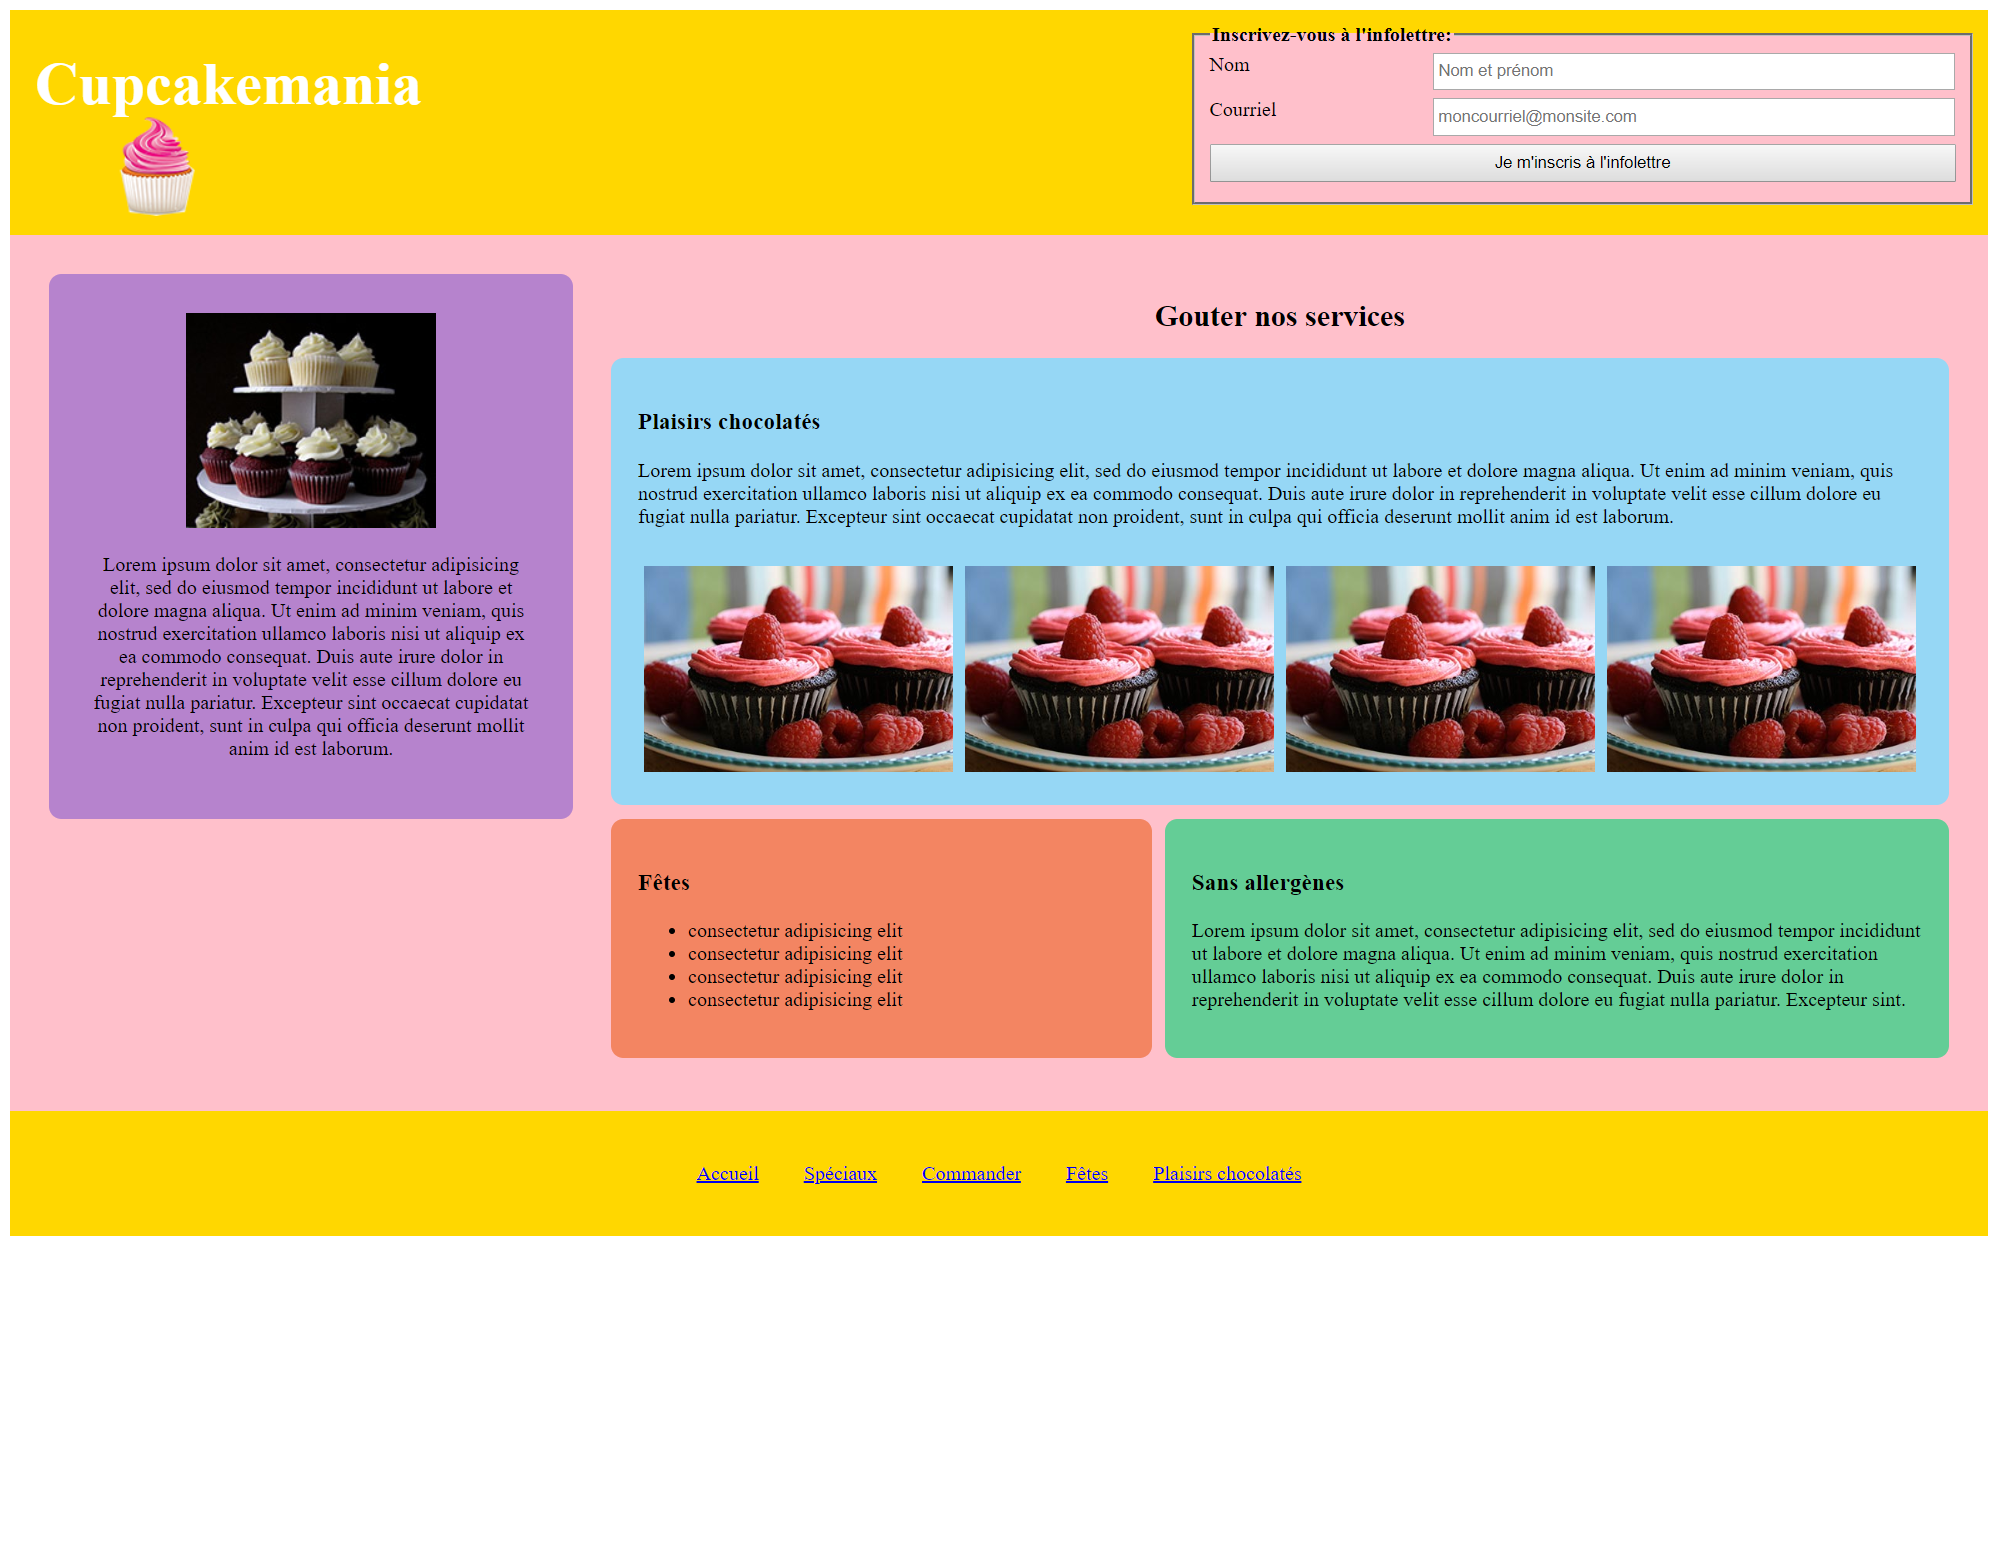 Cupcakemania
Inscrivez-vous à l'infolettre:
Nom
Nom et prénom
Courriel
moncourriel@monsite.com
Je m'inscris à l'infolettre
Lorem ipsum dolor sit amet, consectetur adipisicing
elit, sed do eiusmod tempor incididunt ut labore et
dolore magna aliqua. Ut enim ad minim veniam, quis
nostrud exercitation ullamco laboris nisi ut aliquip ex
ea commodo consequat. Duis aute irure dolor in
reprehenderit in voluptate velit esse cillum dolore eu
fugiat nulla pariatur. Excepteur sint occaecat cupidatat
non proident, sunt in culpa qui officia deserunt mollit
anim id est laborum.
Gouter nos services
Plaisirs chocolatés
Lorem ipsum dolor sit amet, consectetur adipisicing elit, sed do eiusmod tempor incididunt ut labore et dolore magna aliqua. Ut enim ad minim veniam, quis
nostrud exercitation ullamco laboris nisi ut aliquip ex ea commodo consequat. Duis aute irure dolor in reprehenderit in voluptate velit esse cillum dolore eu
fugiat nulla pariatur. Excepteur sint occaecat cupidatat non proident, sunt in culpa qui officia deserunt mollit anim id est laborum.
Fêtes
consectetur adipisicing elit
consectetur adipisicing elit
consectetur adipisicing elit
consectetur adipisicing elit
Sans allergènes
Lorem ipsum dolor sit amet, consectetur adipisicing elit, sed do eiusmod tempor incididunt
ut labore et dolore magna aliqua. Ut enim ad minim veniam, quis nostrud exercitation
ullamco laboris nisi ut aliquip ex ea commodo consequat. Duis aute irure dolor in
reprehenderit in voluptate velit esse cillum dolore eu fugiat nulla pariatur. Excepteur sint.
Accueil Spéciaux Commander Fêtes Plaisirs chocolatés